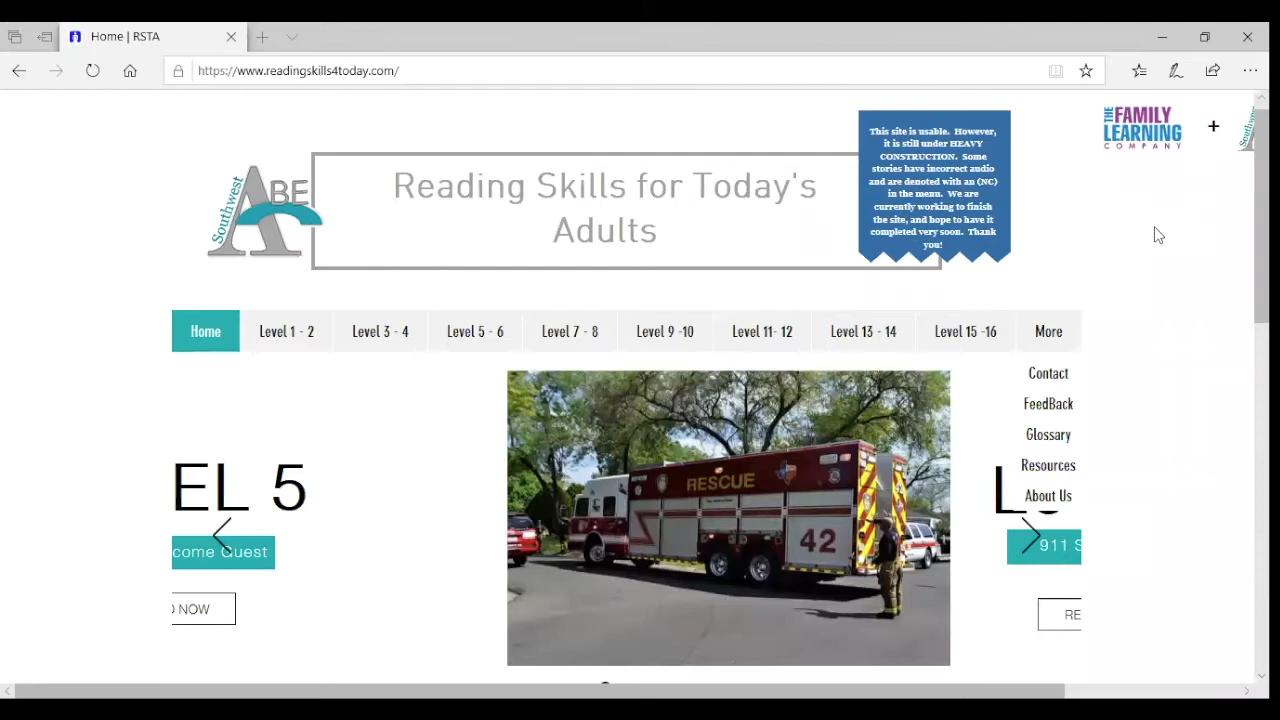 Home | RSTA
https://www.readingskills4today.com/
THE
FAMILY
LEARNING
COMPANY
+
Southwest
ABE
Reading Skills for Today's
Adults
This site is usable. However,
it is still under HEAVY
CONSTRUCTION. Some
stories have incorrect audio
and are denoted with an (NC)
in the menu. We are
currently working to finish
the site, and hope to have it
completed very soon. Thank
you!
Home
Level 1 - 2
Level 3 - 4
Level 5 - 6
Level 7 - 8
Level 9 -10
Level 11- 12
Level 13 - 14
Level 15 -16
More
Contact
FeedBack
Glossary
Resources
About Us
EL 5
come Guest
NOW
RESCUE
42
911 S
RE